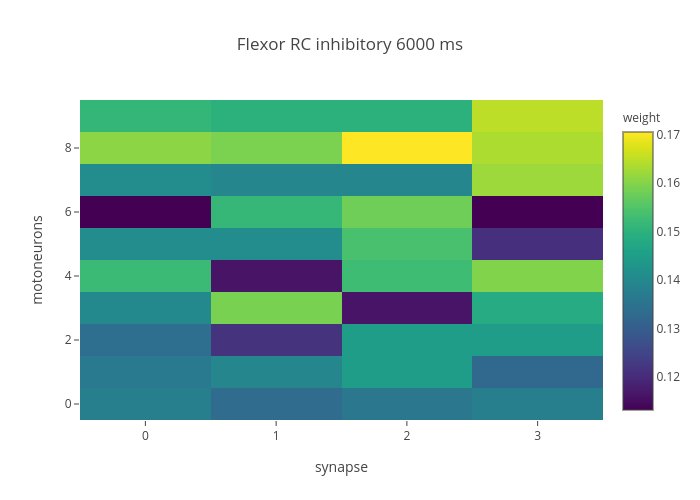 Flexor RC inhibitory 6000 ms
weight
0.17
0.16
0.15
0.14
0.13
0.12
motoneurons
8
6
4
2
0
0 1 2 3
synapse